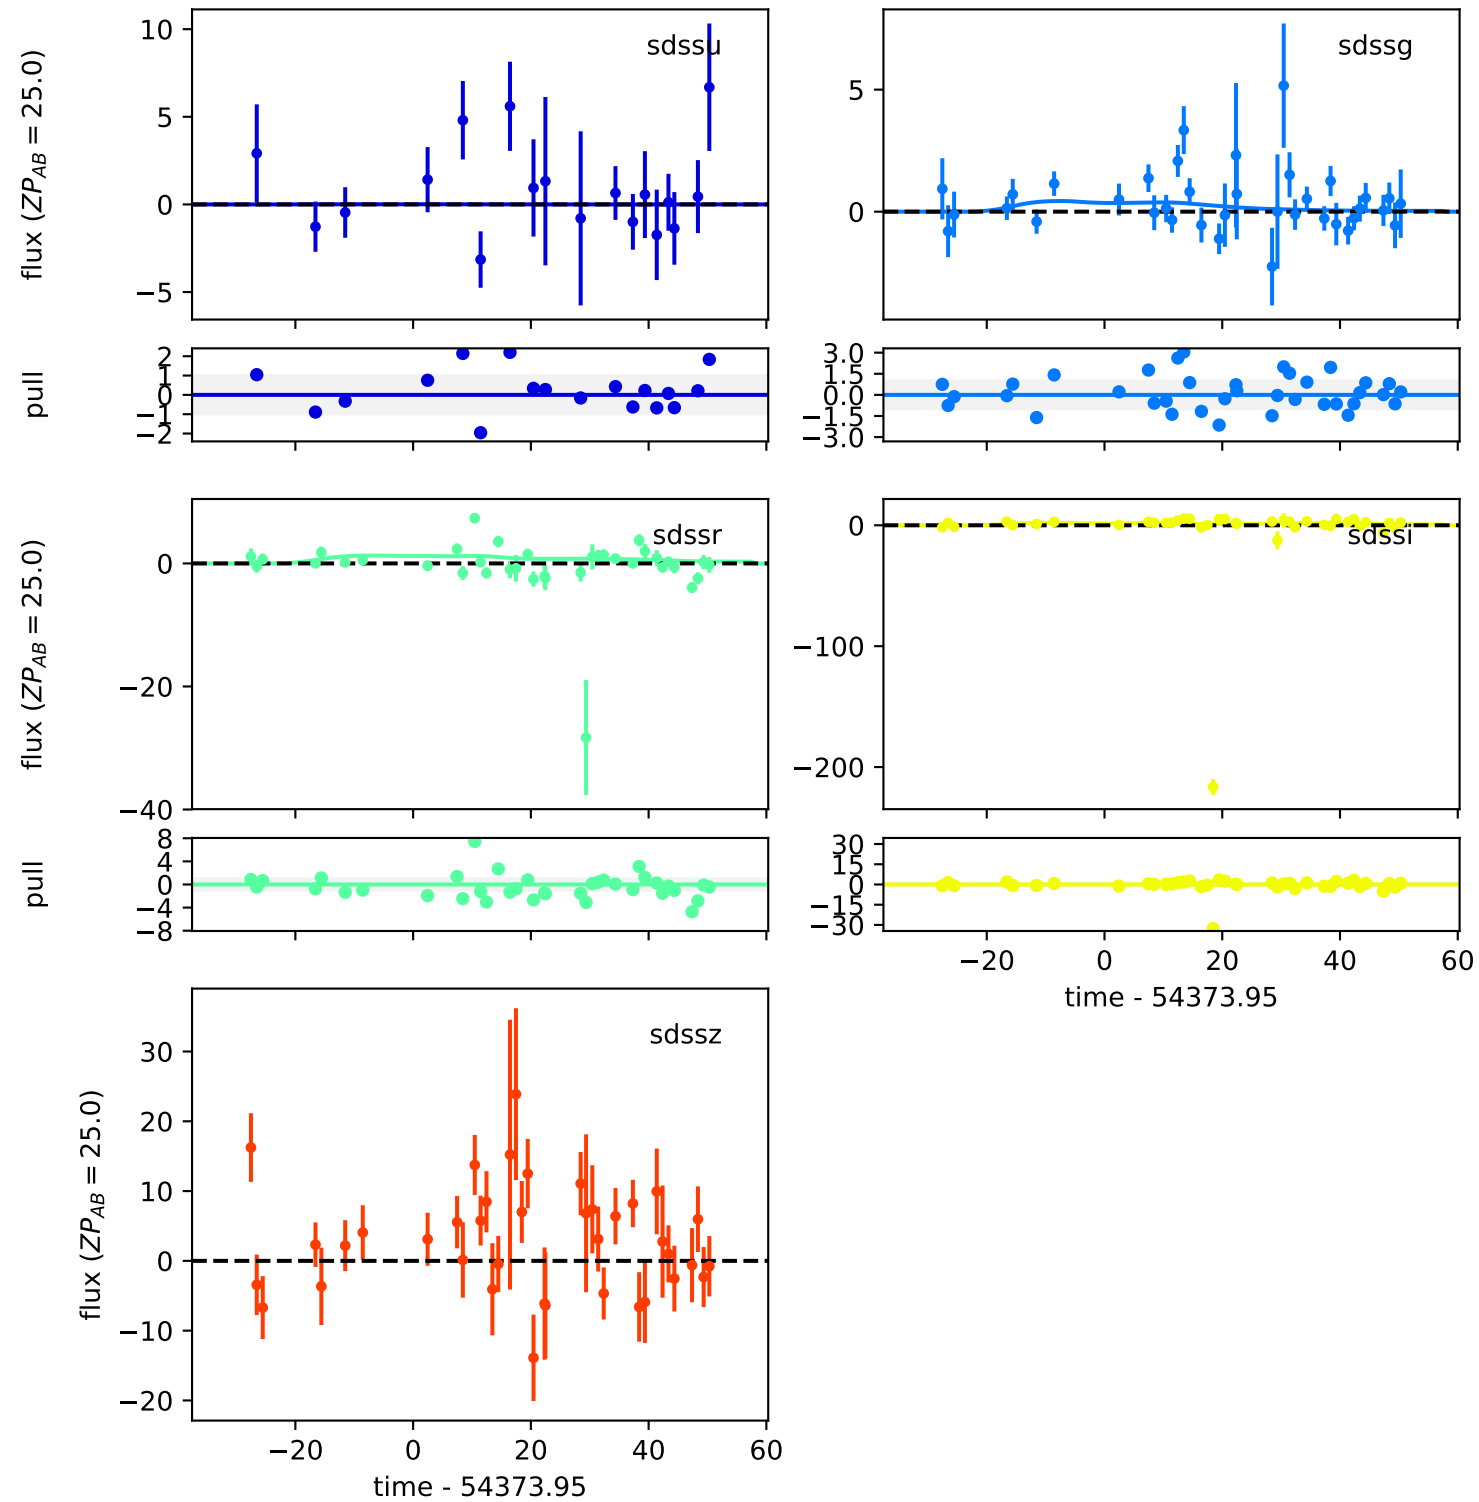 sdssu
flux (ZP_AB = 25.0)
10
5
0
−5
sdssg
5
0
pull
2
1
0
−1
−2
3.0
1.5
0.0
−1.5
−3.0
sdssr
flux (ZP_AB = 25.0)
0
−20
−40
sdssi
0
−100
−200
pull
8
4
0
−4
−8
30
15
0
−15
−30
−20 0 20 40 60
time - 54373.95
sdssz
flux (ZP_AB = 25.0)
30
20
10
0
−10
−20
−20 0 20 40 60
time - 54373.95